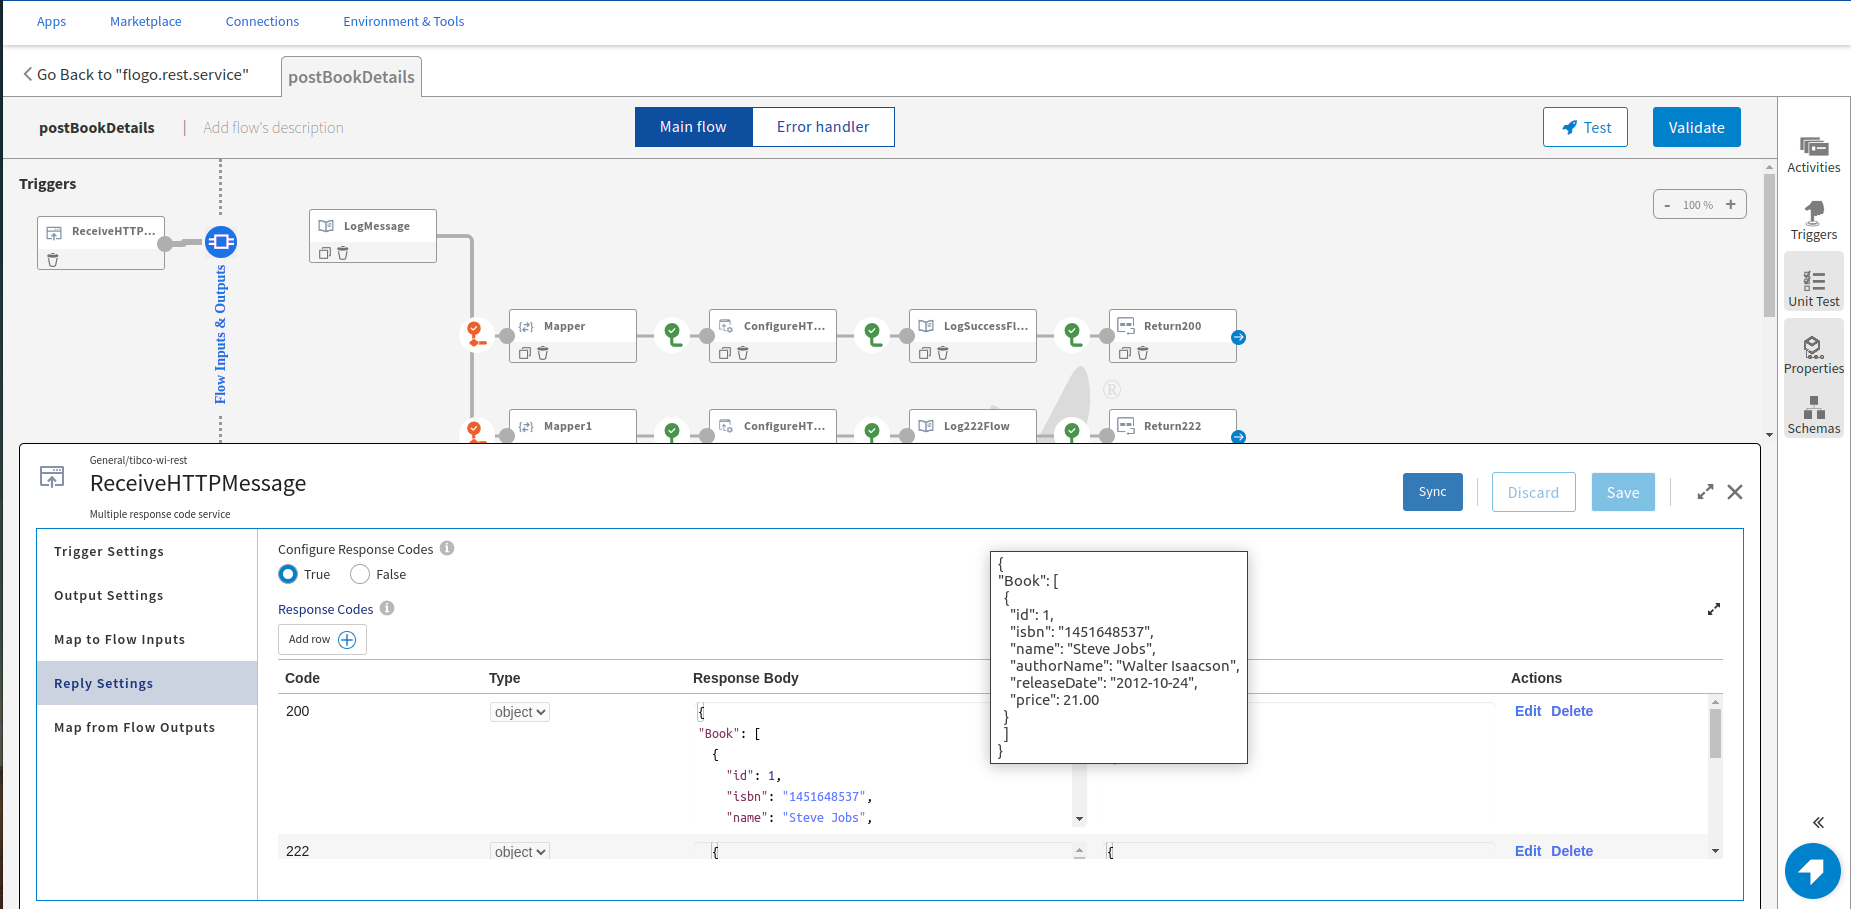 Apps Marketplace Connections Environment & Tools
Go Back to "flogo.rest.service" postBookDetails
postBookDetails | Add flow's description Main flow Error handler Test Validate
Activities
Triggers
Unit Test
Properties
Schemas
Triggers
- 100 % +
ReceiveHTTP... LogMessage
Flow Inputs & Outputs
Mapper ConfigureHT... LogSuccessFl... Return200
®
Mapper1 ConfigureHT... Log222Flow Return222
General/tibco-wi-rest
ReceiveHTTPMessage
Multiple response code service
Sync Discard Save
Trigger Settings
Output Settings
Map to Flow Inputs
Reply Settings
Map from Flow Outputs
Configure Response Codes
True False
Response Codes
Add row
Code Type Response Body Actions
200 object Edit Delete
{
"Book": [
{
"id": 1,
"isbn": "1451648537",
"name": "Steve Jobs",
{
"Book": [
{
"id": 1,
"isbn": "1451648537",
"name": "Steve Jobs",
"authorName": "Walter Isaacson",
"releaseDate": "2012-10-24",
"price": 21.00
}
]
}
222 object { { Edit Delete